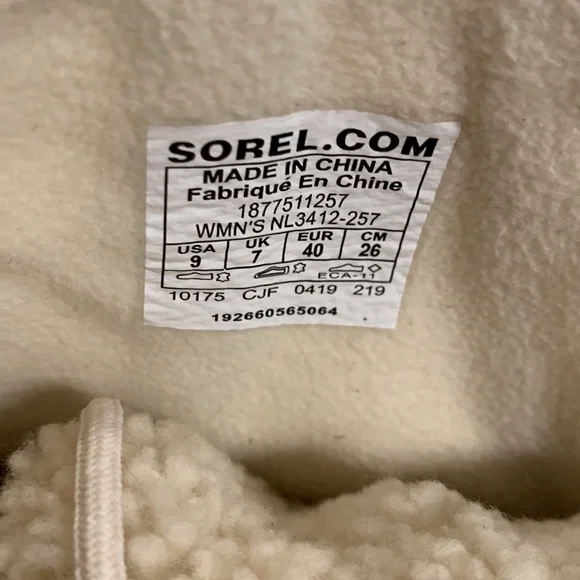 SOREL.COM
MADE IN CHINA
Fabriqué En Chine
1877511257
WMN'S NL3412-257
USA UK EUR CM
9 7 40 26
ECA-11
10175 CJF 0419 219
192660565064